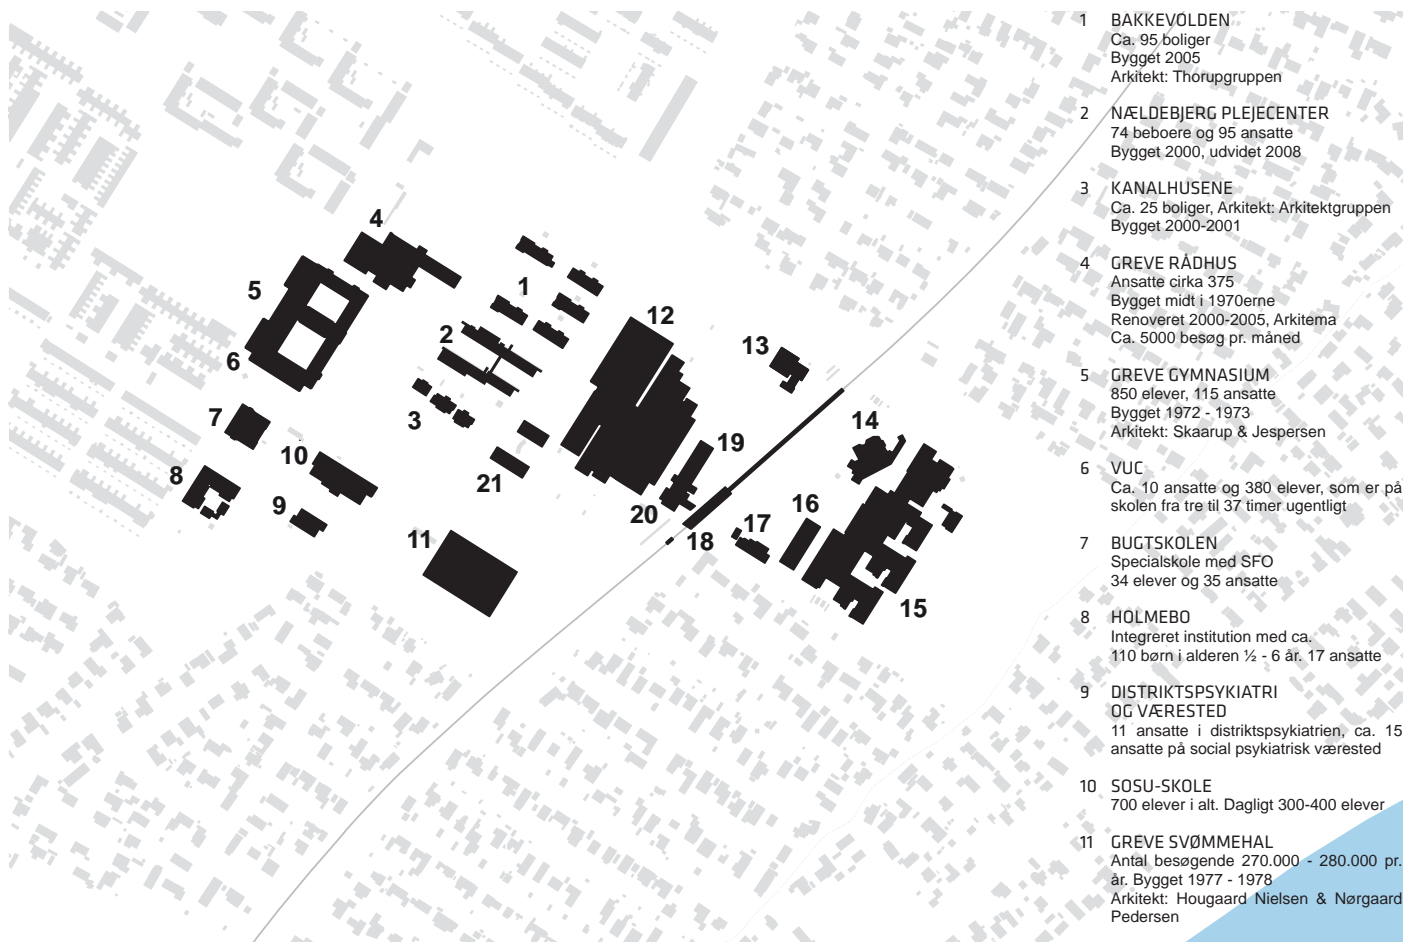 1 BAKKEVOLDEN
Ca. 95 boliger
Bygget 2005
Arkitekt: Thorupgruppen
2 NÆLDEBJERG PLEJECENTER
74 beboere og 95 ansatte
Bygget 2000, udvidet 2008
3 KANALHUSENE
Ca. 25 boliger, Arkitekt: Arkitektgruppen
Bygget 2000-2001
4 GREVE RÅDHUS
Ansatte cirka 375
Bygget midt i 1970erne
Renoveret 2000-2005, Arkitema
Ca. 5000 besøg pr. måned
5 GREVE GYMNASIUM
850 elever, 115 ansatte
Bygget 1972 - 1973
Arkitekt: Skaarup & Jespersen
6 VUC
Ca. 10 ansatte og 380 elever, som er på
skolen fra tre til 37 timer ugentligt
7 BUGTSKOLEN
Specialskole med SFO
34 elever og 35 ansatte
8 HOLMEBO
Integreret institution med ca.
110 børn i alderen ½ - 6 år. 17 ansatte
9 DISTRIKTSPSYKIATRI
OG VÆRESTED
11 ansatte i distriktspsykiatrien, ca. 15
ansatte på social psykiatrisk værested
10 SOSU-SKOLE
700 elever i alt. Dagligt 300-400 elever
11 GREVE SVØMMEHAL
Antal besøgende 270.000 - 280.000 pr.
år. Bygget 1977 - 1978
Arkitekt: Hougaard Nielsen & Nørgaard
Pedersen
4
5
1
12
2
13
6
3
7
14
10
19
8
21
9
20
16
11
18
17
15